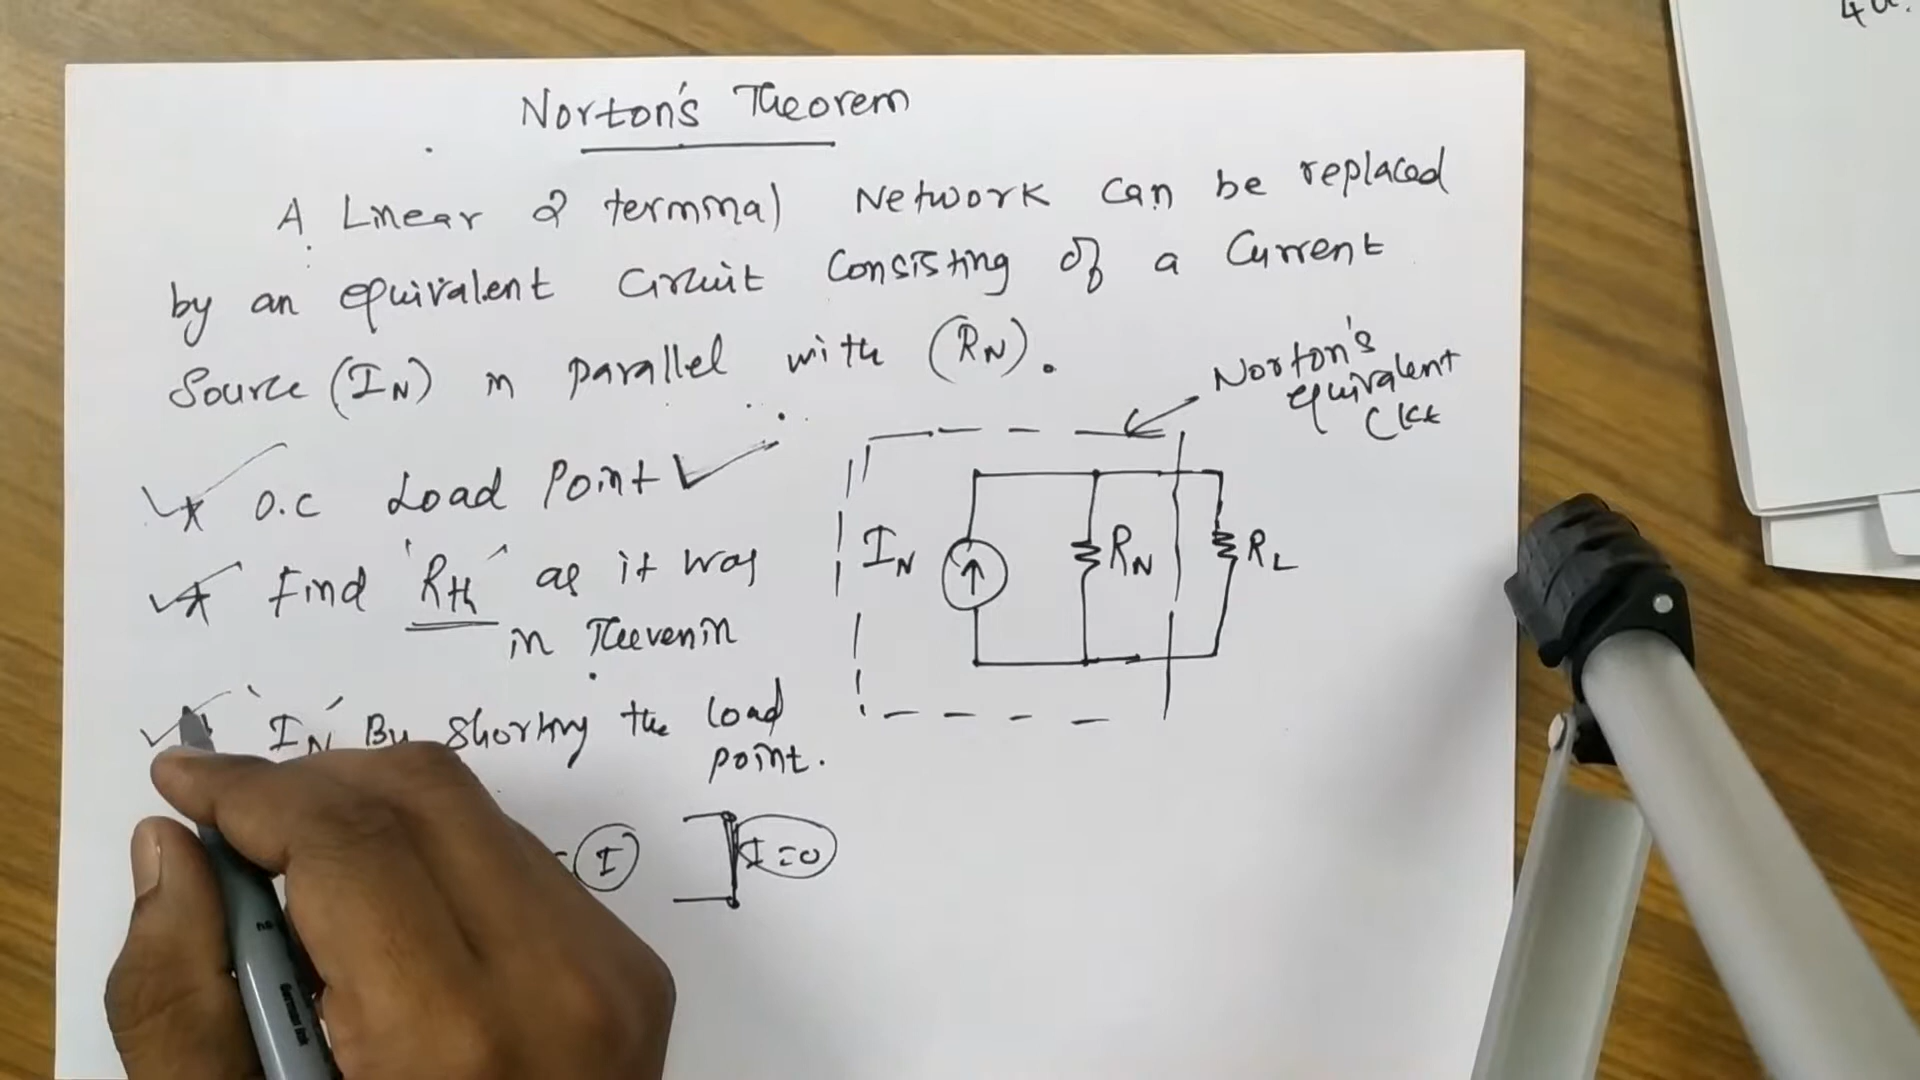 Norton's Theorem
A Linear 2 terminal Network can be replaced
by an equivalent Circuit Consisting of a Current
Source (IN) in parallel with (RN).
Norton's
equivalent
Ckt
* O.C Load Point
* Find "RTh" as it was
in Thevenin
"IN" By shorting the load
point.
IN
RN
RL
I
I=0
German Ink